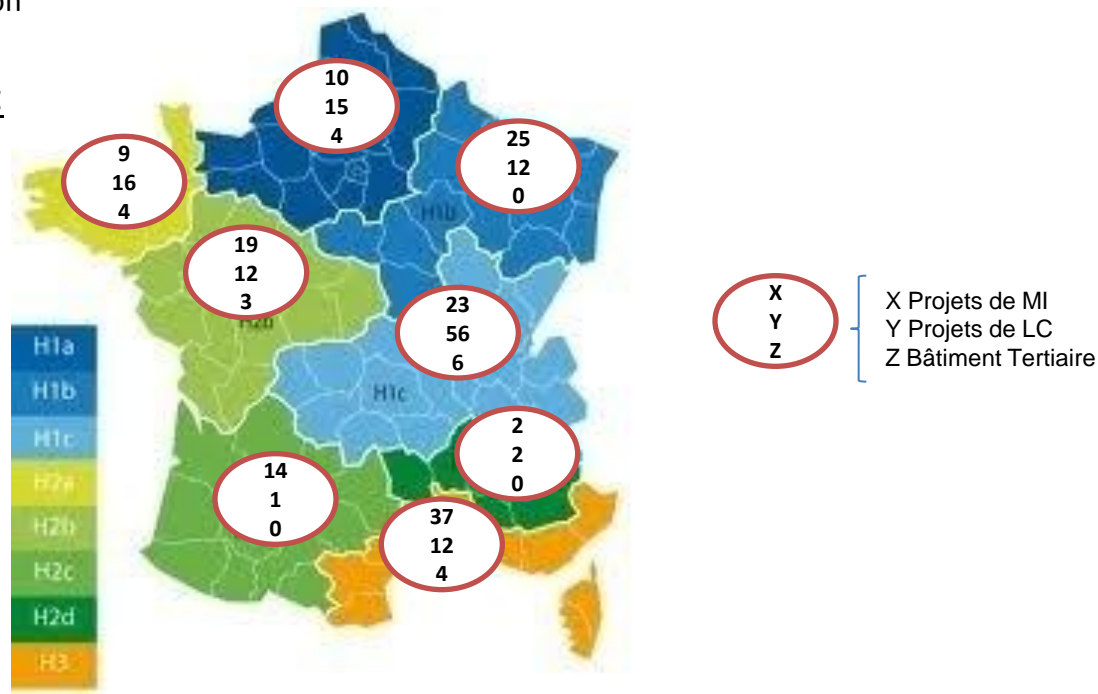 on
:
10
15
4
25
12
0
9
16
4
H1b
19
12
3
H2b
23
56
6
X
Y
Z
X Projets de MI
Y Projets de LC
Z Bâtiment Tertiaire
H1a
H1b
H1c
H2a
H2b
H2c
H2d
H3
H1c
2
2
0
14
1
0
37
12
4